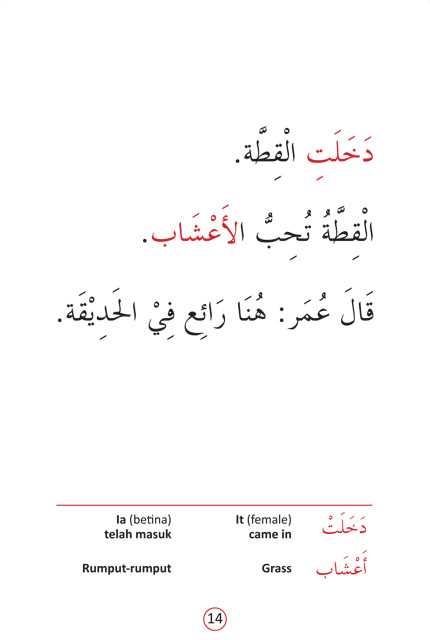 دَخَلَتِ الْقِطَّة.
الْقِطَّةُ تُحِبُّ الأَعْشَاب.
قَالَ عُمَر: هُنَا رَائِع فِيْ الحَدِيْقَة.
دَخَلَتْ It (female) came in Ia (betina) telah masuk
أَعْشَاب Grass Rumput-rumput
14